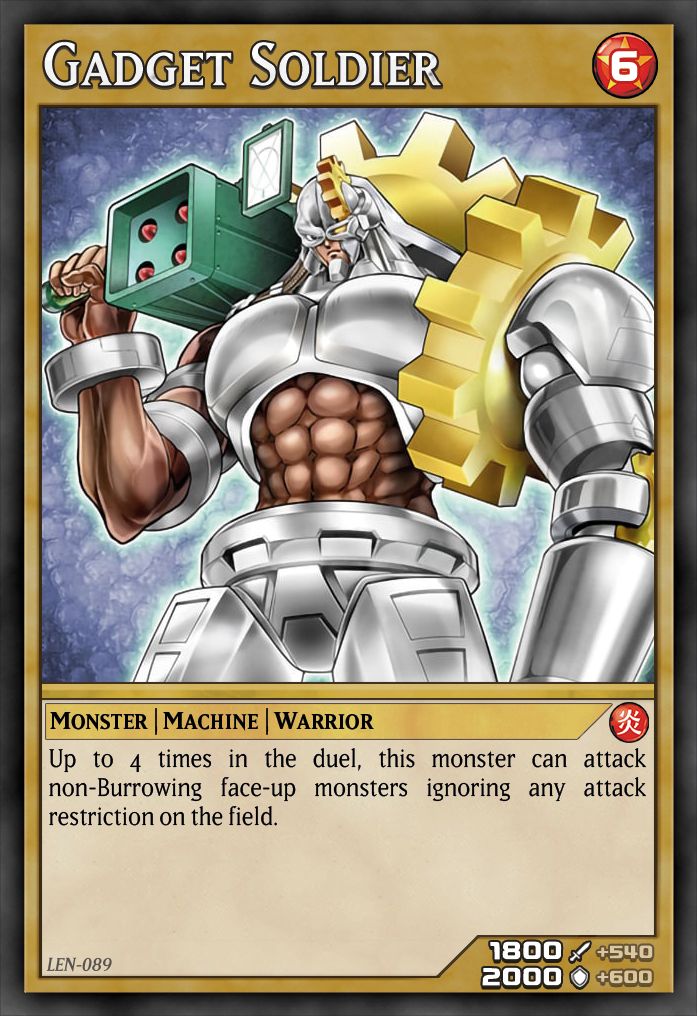 Gadget Soldier
6
Monster | Machine | Warrior
炎
Up to 4 times in the duel, this monster can attack
non-Burrowing face-up monsters ignoring any attack
restriction on the field.
LEN-089
1800 +540
2000 +600